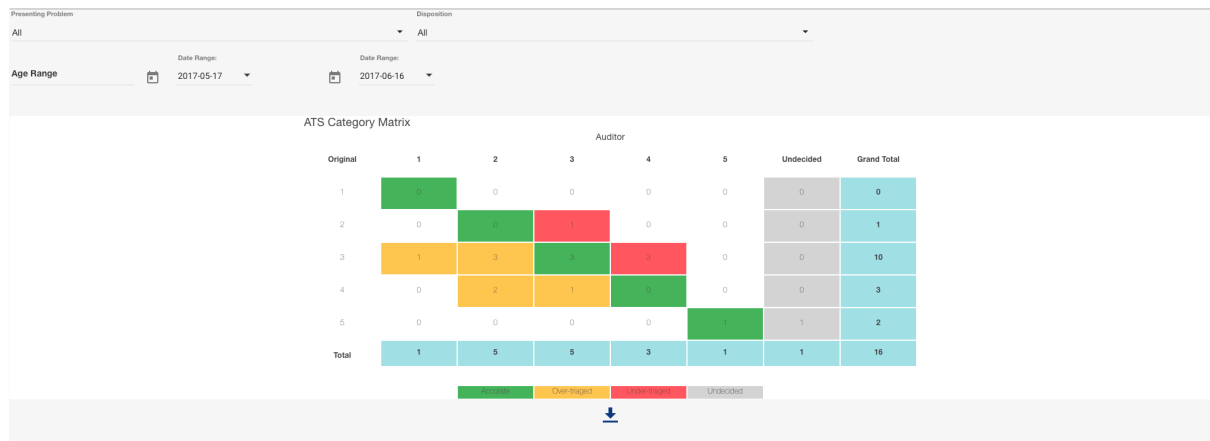 Presenting Problem Disposition
All All
Date Range: Date Range:
Age Range 2017-05-17 2017-06-16
ATS Category Matrix
Auditor
Original 1 2 3 4 5 Undecided Grand Total
1 0 0 0 0 0 0 0
2 0 0 1 0 0 0 1
3 1 3 3 3 0 0 10
4 0 2 1 0 0 0 3
5 0 0 0 0 1 1 2
Total 1 5 5 3 1 1 16
Accurate Over-triaged Under-triaged Undecided